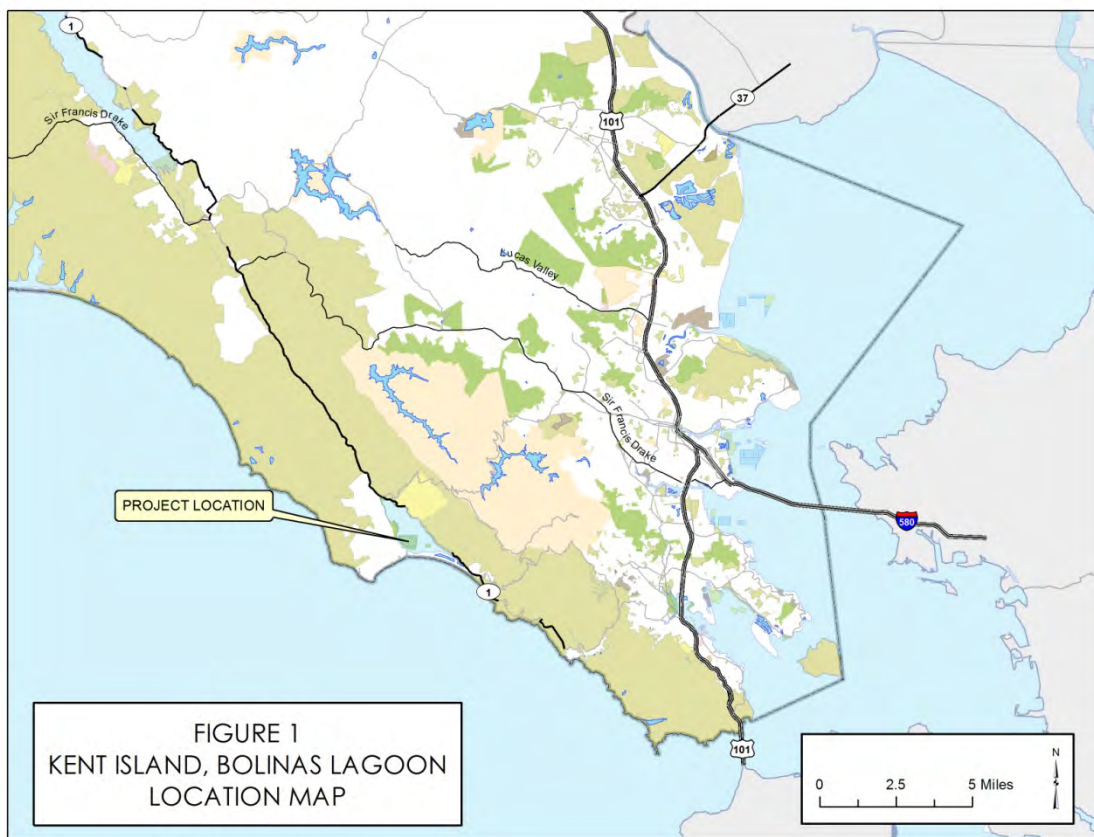 1
Sir Francis Drake
101
37
Lucas Valley
Sir Francis Drake
PROJECT LOCATION
580
1
FIGURE 1
KENT ISLAND, BOLINAS LAGOON
LOCATION MAP
101
N
0 2.5 5 Miles